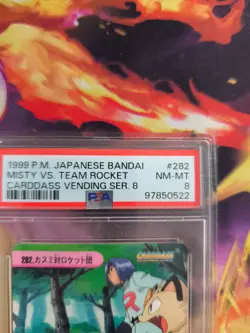 1999 P.M. JAPANESE BANDAI #282
MISTY VS. TEAM ROCKET NM-MT
CARDDASS VENDING SER. 8 8
PSA 97850522
282.カスミ対ロケット団
CARDDASS
R